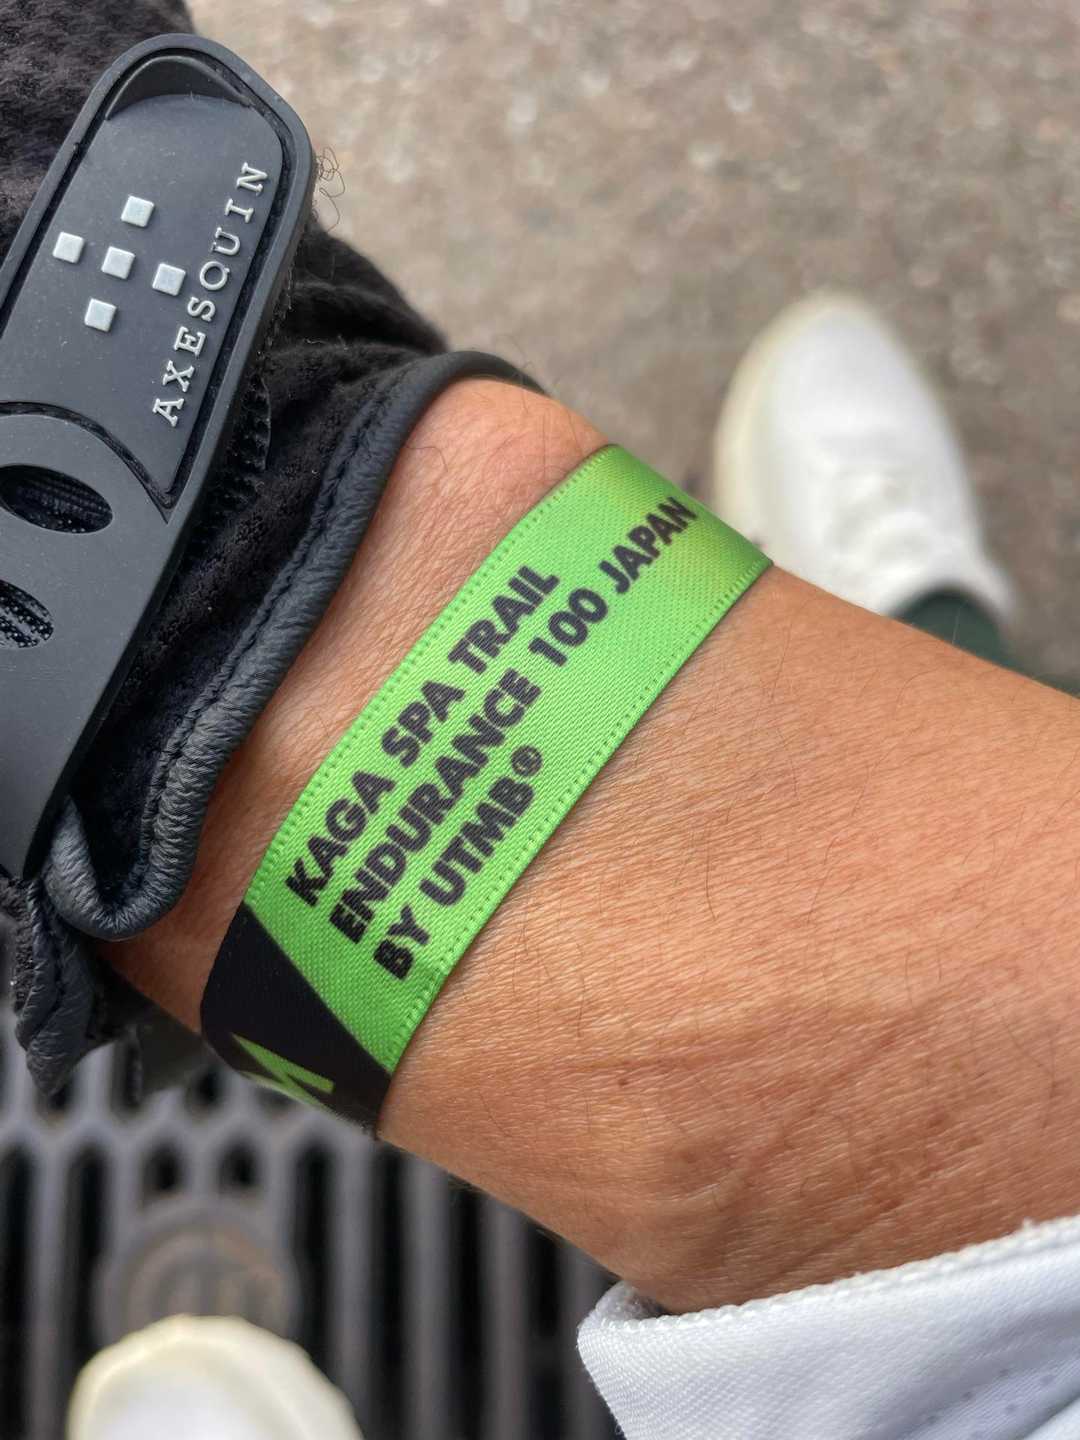 AXESQUIN
KAGA SPA TRAIL
ENDURANCE 100 JAPAN
BY UTMB®